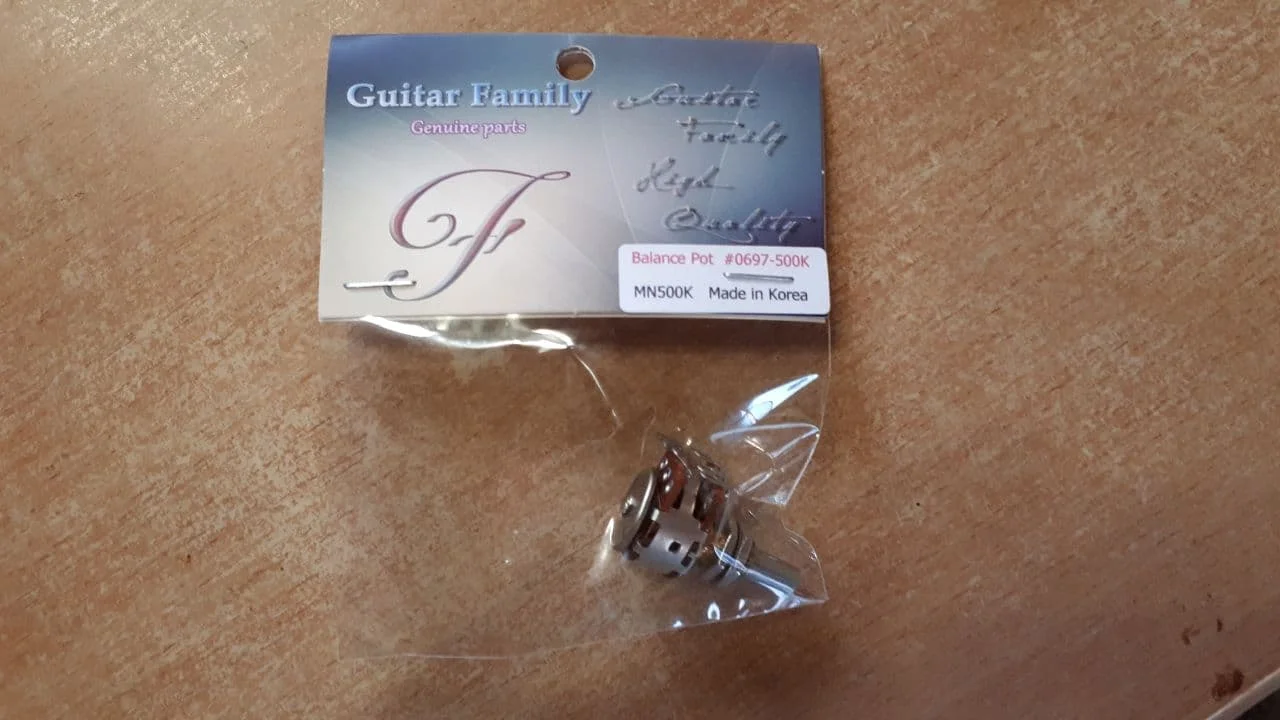 Guitar Family
Genuine parts
F
Guitar
Family
High
Quality
Balance Pot #0697-500K
MN500K Made in Korea